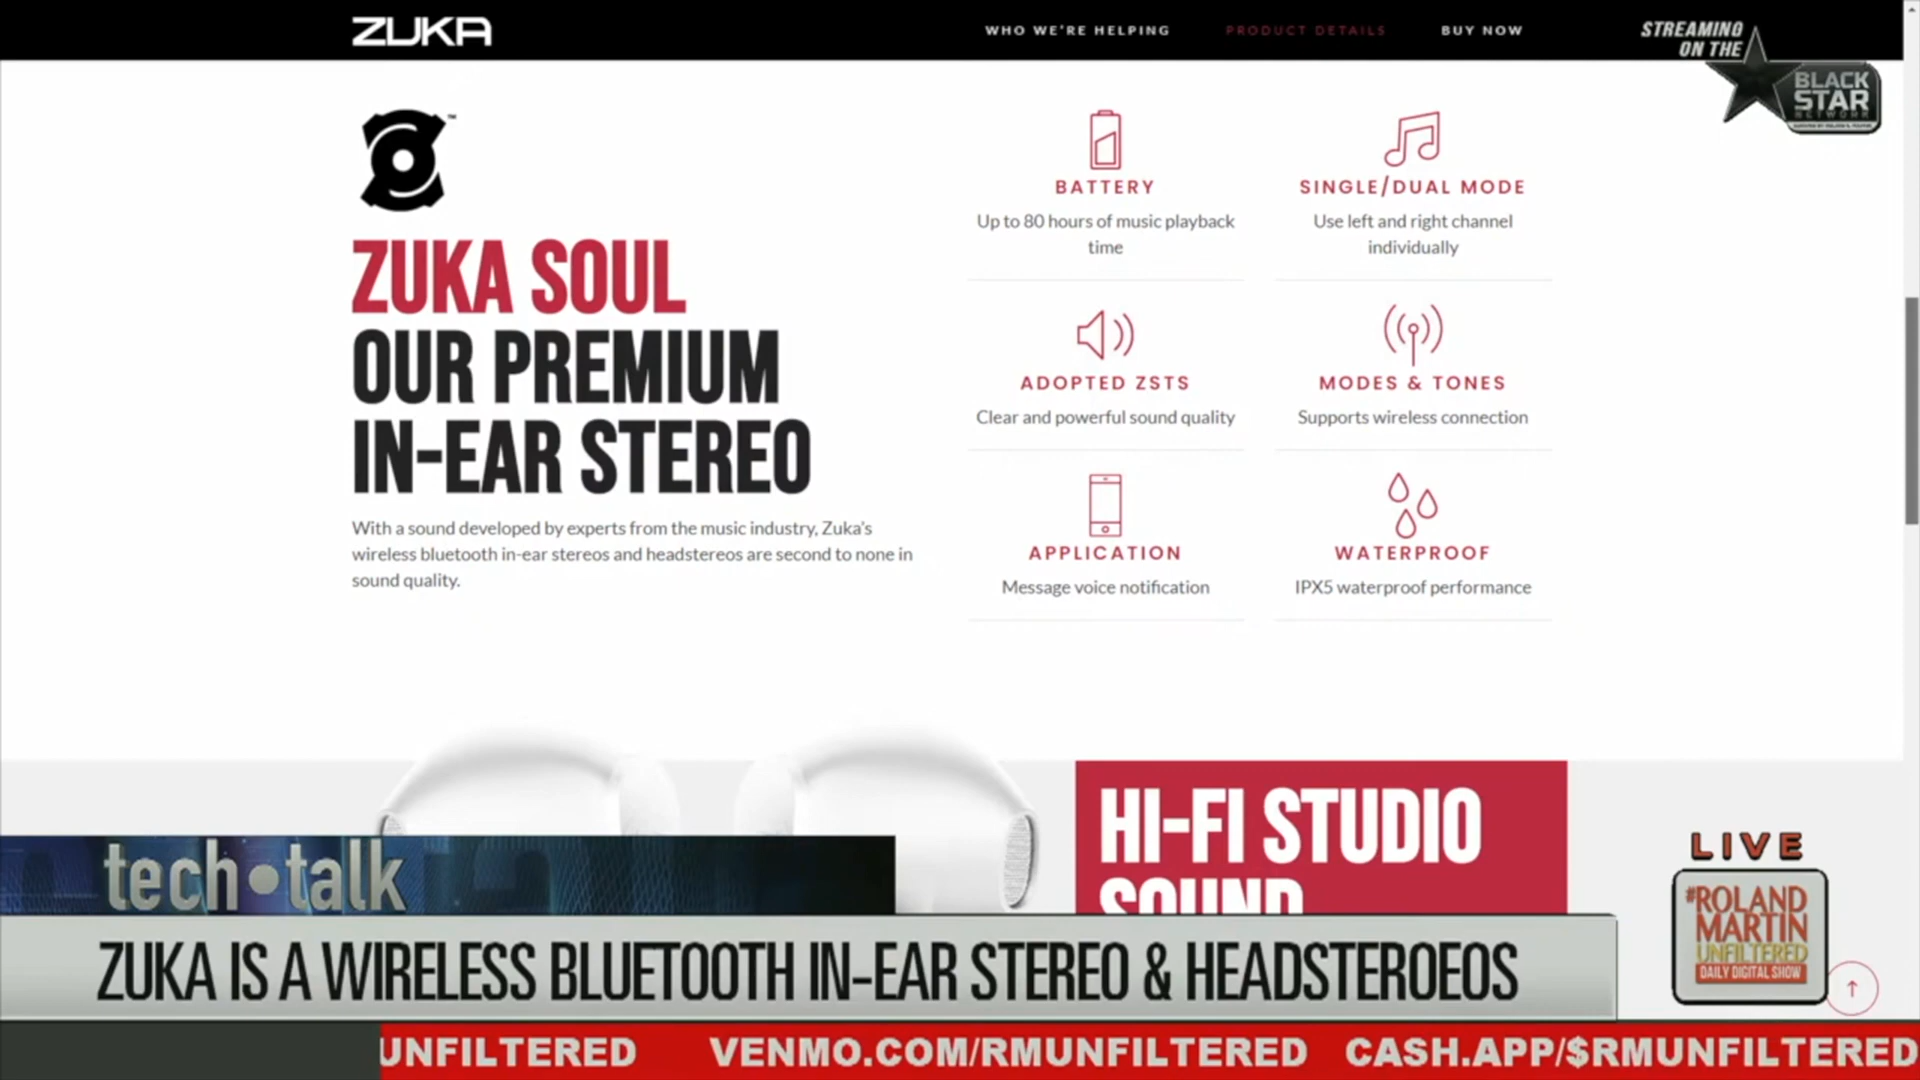 ZUKA
WHO WE'RE HELPING
PRODUCT DETAILS
BUY NOW
STREAMING
ON THE
BLACK
STAR
NETWORK
™
ZUKA SOUL
OUR PREMIUM
IN-EAR STEREO
With a sound developed by experts from the music industry, Zuka's
wireless bluetooth in-ear stereos and headstereos are second to none in
sound quality.
BATTERY
Up to 80 hours of music playback
time
SINGLE/DUAL MODE
Use left and right channel
individually
ADOPTED ZSTS
Clear and powerful sound quality
MODES & TONES
Supports wireless connection
APPLICATION
Message voice notification
WATERPROOF
IPX5 waterproof performance
HI-FI STUDIO
SOUND
tech•talk
ZUKA IS A WIRELESS BLUETOOTH IN-EAR STEREO & HEADSTEROEOS
LIVE
#ROLAND
MARTIN
UNFILTERED
DAILY DIGITAL SHOW
UNFILTERED VENMO.COM/RMUNFILTERED CASH.APP/$RMUNFILTERED